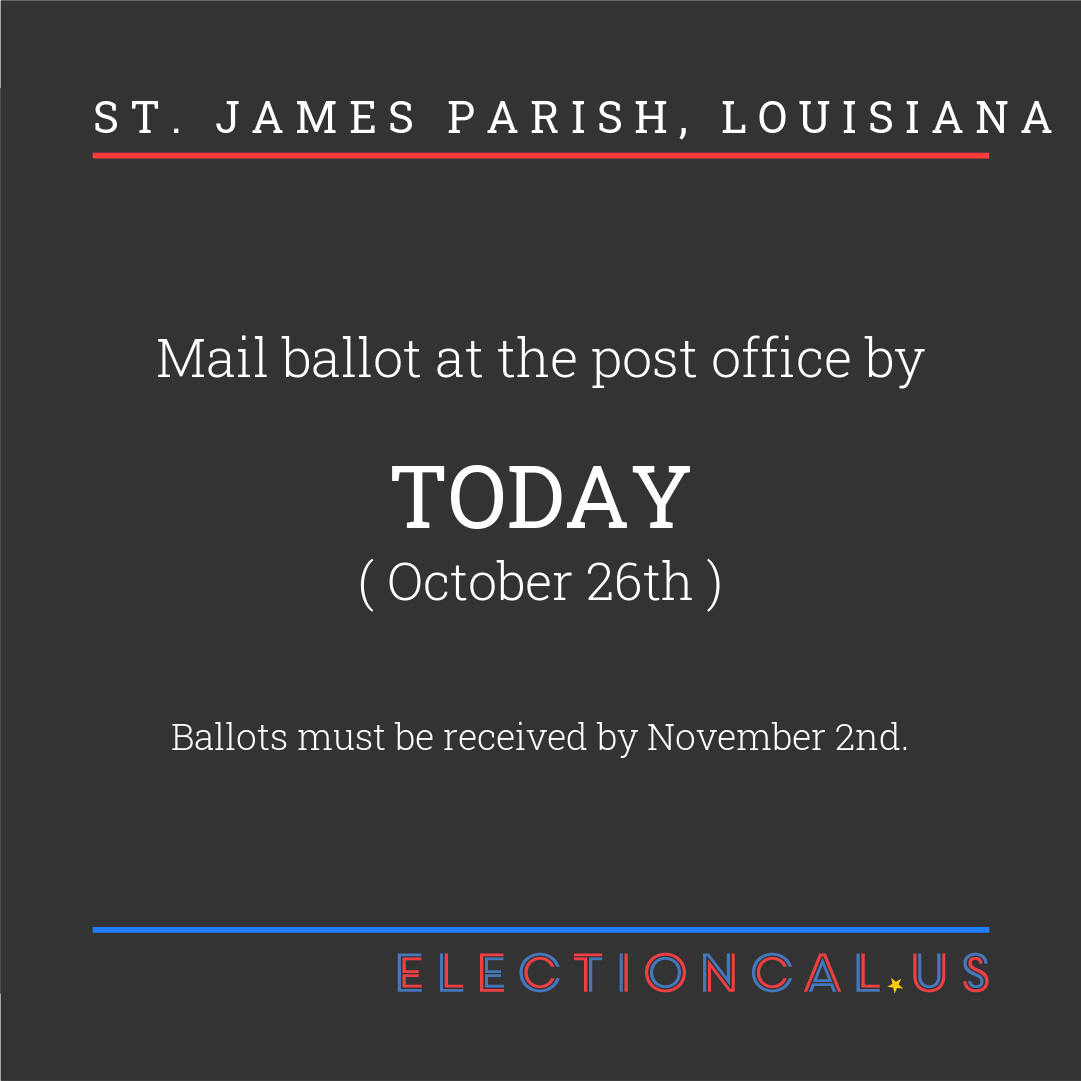 ST. JAMES PARISH, LOUISIANA
Mail ballot at the post office by
TODAY
( October 26th )
Ballots must be received by November 2nd.
ELECTIONCAL.US